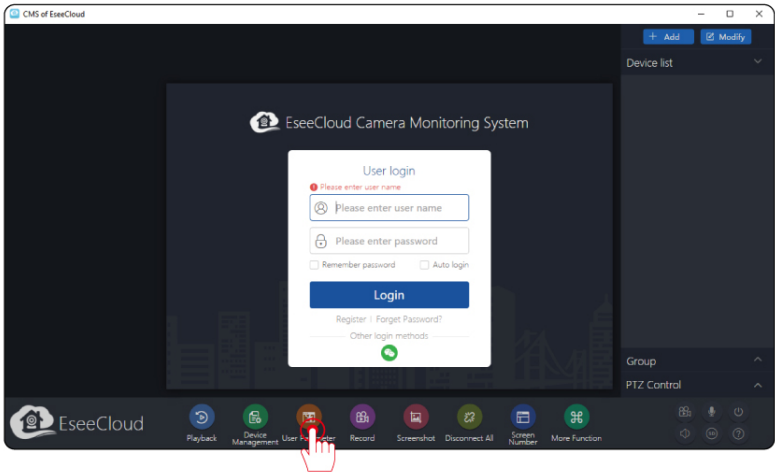 CMS of EseeCloud
Add
Modify
Device list
EseeCloud Camera Monitoring System
User login
Please enter user name
Please enter user name
Please enter password
Remember password
Auto login
Login
Register | Forget Password?
Other login methods
Group
PTZ Control
EseeCloud
Playback
Device
Management
User Parameter
Record
Screenshot
Disconnect All
Screen
Number
More Function